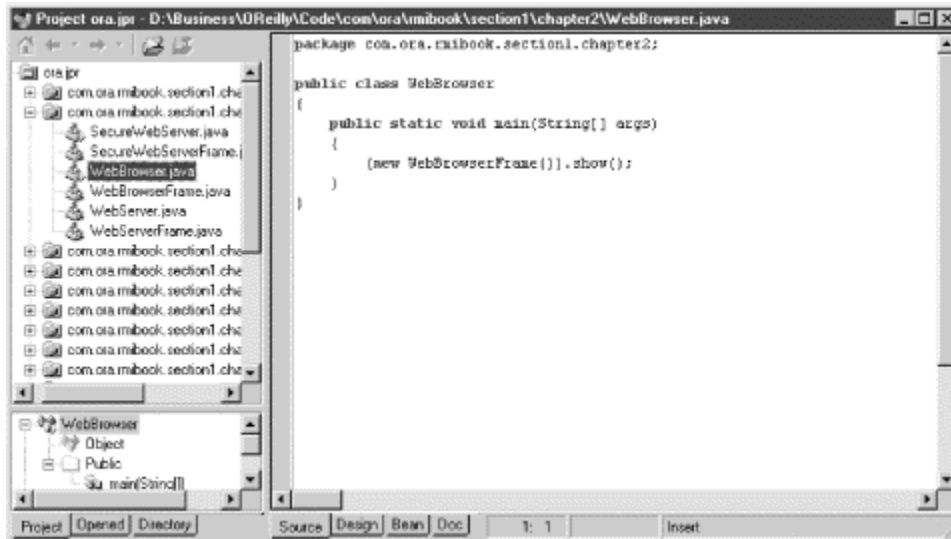 Project ora.jpr - D:\Business\OReilly\Code\com\ora\rmibook\section1\chapter2\WebBrowser.java
ora.jpr
com.ora.rmibook.section1.cha
com.ora.rmibook.section1.cha
SecureWebServer.java
SecureWebServerFrame.j
WebBrowser.java
WebBrowserFrame.java
WebServer.java
WebServerFrame.java
com.ora.rmibook.section1.cha
com.ora.rmibook.section1.cha
com.ora.rmibook.section1.cha
com.ora.rmibook.section1.cha
com.ora.rmibook.section1.cha
com.ora.rmibook.section1.cha
com.ora.rmibook.section1.cha
WebBrowser
Object
Public
main(String[])
Project Opened Directory
package com.ora.rmibook.section1.chapter2;
public class WebBrowser
{
public static void main(String[] args)
{
(new WebBrowserFrame()).show();
}
}
Source Design Bean Doc 1: 1 Insert